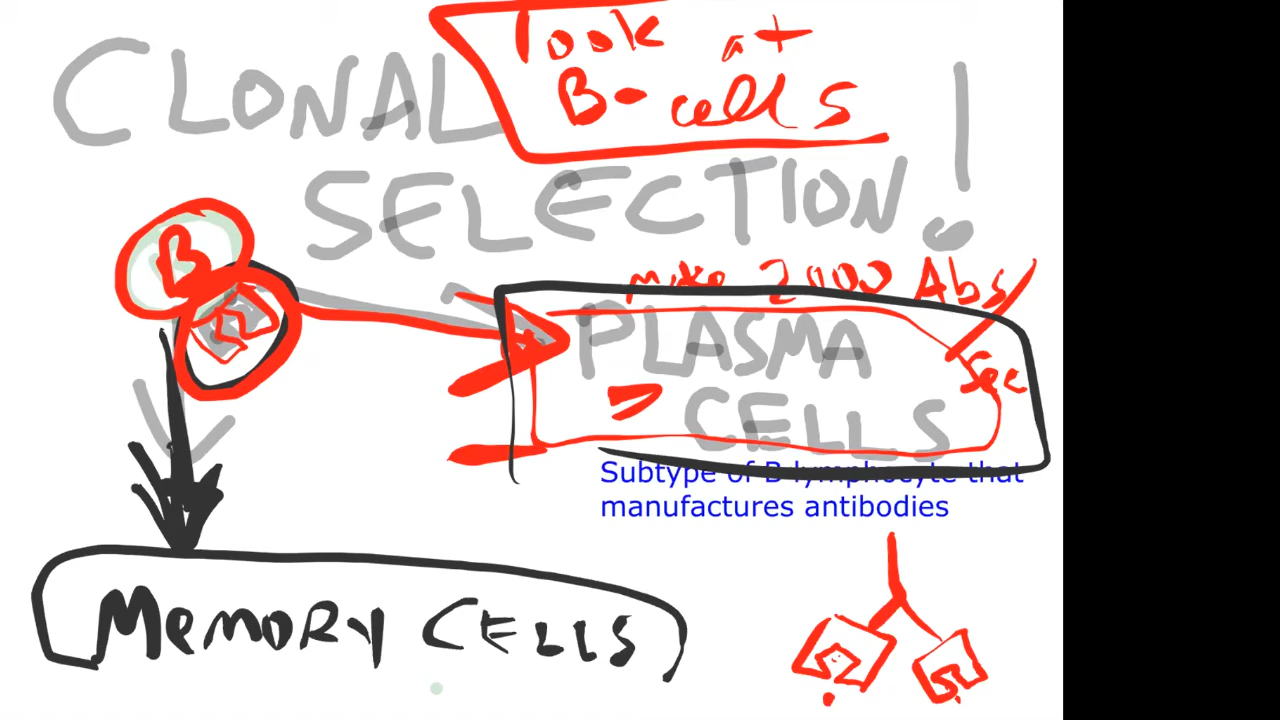 Took at
B-cells
CLONAL
SELECTION!
B
make 2000 Abs/
sec
PLASMA
CELLS
Subtype of B lymphocyte that
manufactures antibodies
MEMORY CELLS